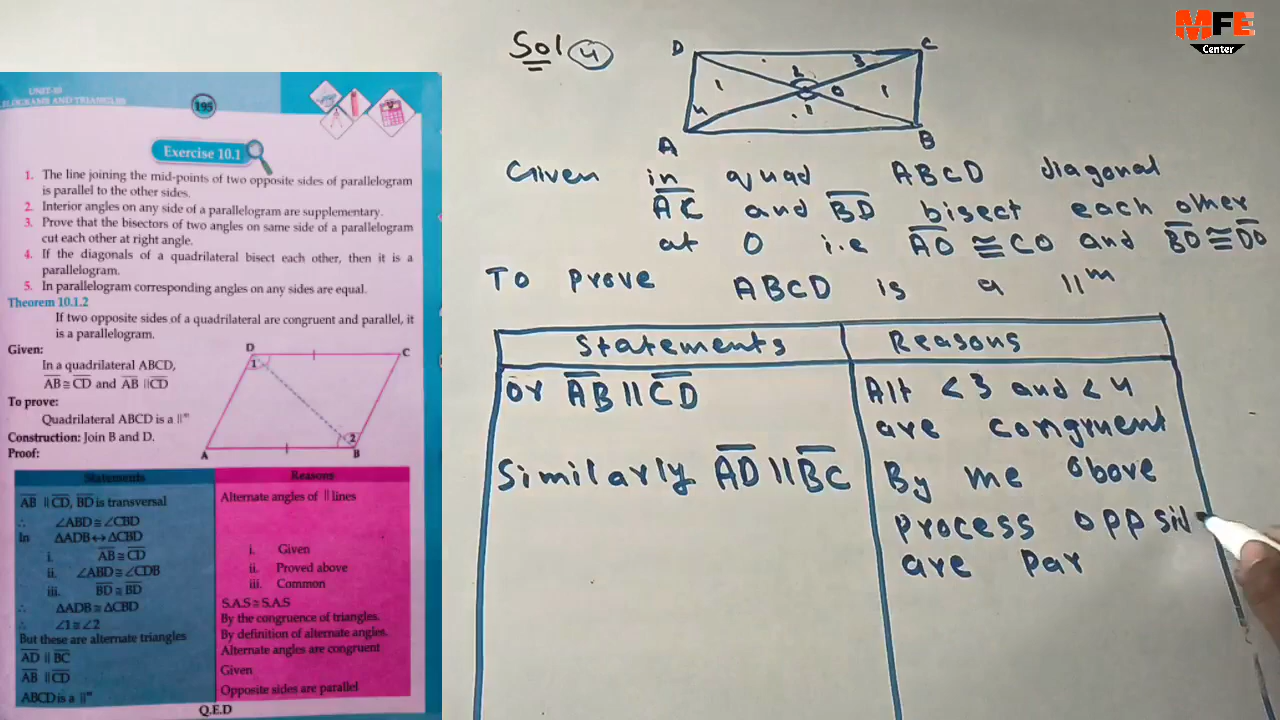 MFE
Center
UNIT-10
PARALLELOGRAMS AND TRIANGLES
195
Exercise 10.1
1. The line joining the mid-points of two opposite sides of parallelogram
is parallel to the other sides.
2. Interior angles on any side of a parallelogram are supplementary.
3. Prove that the bisectors of two angles on same side of a parallelogram
cut each other at right angle.
4. If the diagonals of a quadrilateral bisect each other, then it is a
parallelogram.
5. In parallelogram corresponding angles on any sides are equal.
Theorem 10.1.2
If two opposite sides of a quadrilateral are congruent and parallel, it
is a parallelogram.
Given:
In a quadrilateral ABCD,
AB ≅ CD and AB ∥ CD
To prove:
Quadrilateral ABCD is a ∥ᵐ
Construction: Join B and D.
Proof:
D C
1
2
A B
Statements Reasons
AB ∥ CD, BD is transversal Alternate angles of ∥ lines
∴ ∠ABD ≅ ∠CBD
In ΔADB ↔ ΔCBD
i. AB ≅ CD i. Given
ii. ∠ABD ≅ ∠CDB ii. Proved above
iii. BD ≅ BD iii. Common
∴ ΔADB ≅ ΔCBD S.A.S ≅ S.A.S
∴ ∠1 ≅ ∠2 By the congruence of triangles.
But these are alternate triangles By definition of alternate angles.
AD ∥ BC Alternate angles are congruent
AB ∥ CD Given
ABCD is a ∥ᵐ Opposite sides are parallel
Q.E.D
Sol 4
D C
2 3
1 O 1
4 1
A B
Given in quad ABCD diagonal
AC and BD bisect each other
at O i.e AO ≅ CO and BO ≅ DO
To prove ABCD is a ∥ᵐ
Statements Reasons
or AB ∥ CD Alt <3 and <4
are congruent
Similarly AD ∥ BC By me above
process opp sid
are par